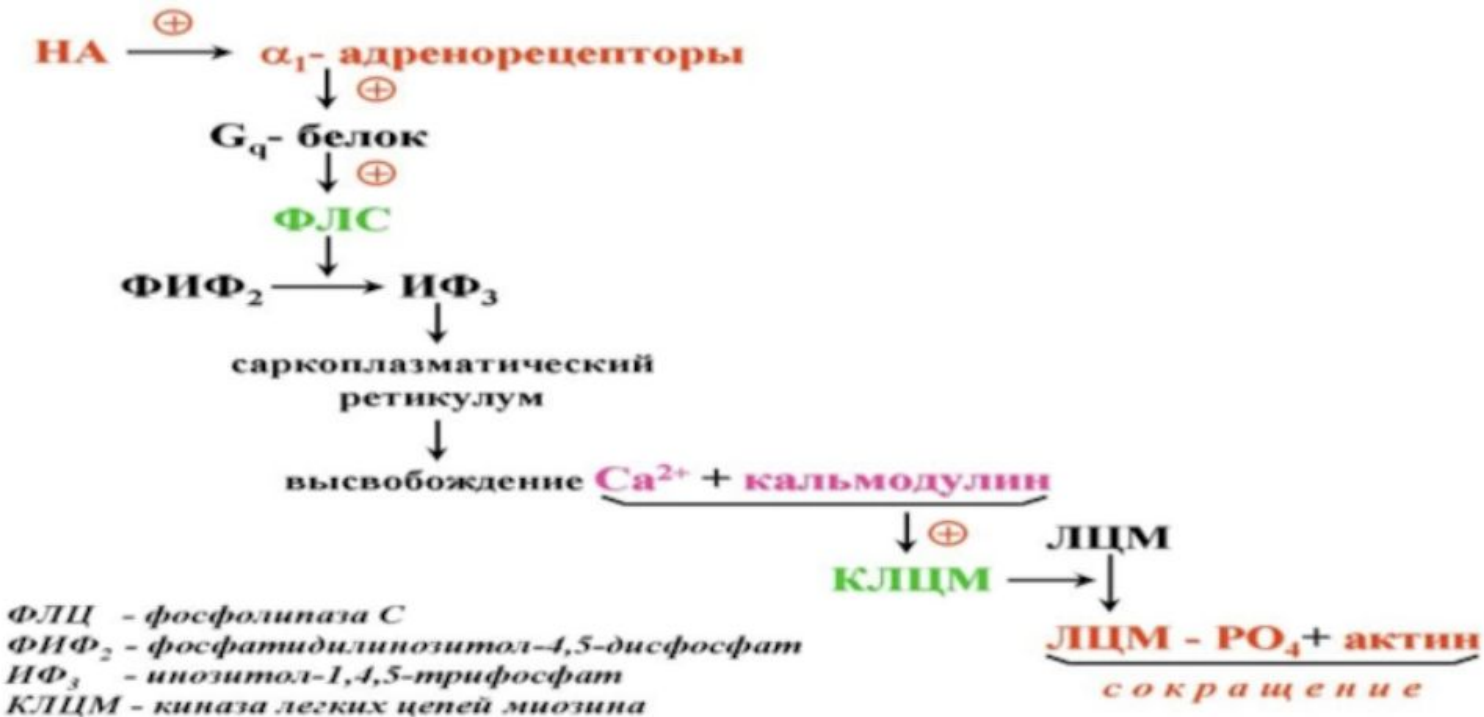 НА ⊕ α₁- адренорецепторы
⊕
Gq- белок
⊕
ФЛС
ФИФ₂ ИФ₃
саркоплазматический
ретикулум
высвобождение Ca²⁺ + кальмодулин
⊕ ЛЦМ
КЛЦМ
ЛЦМ - PO₄+ актин
сокращение
ФЛЦ - фосфолипаза С
ФИФ₂ - фосфатидилинозитол-4,5-дисфосфат
ИФ₃ - инозитол-1,4,5-трифосфат
КЛЦМ - киназа легких цепей миозина